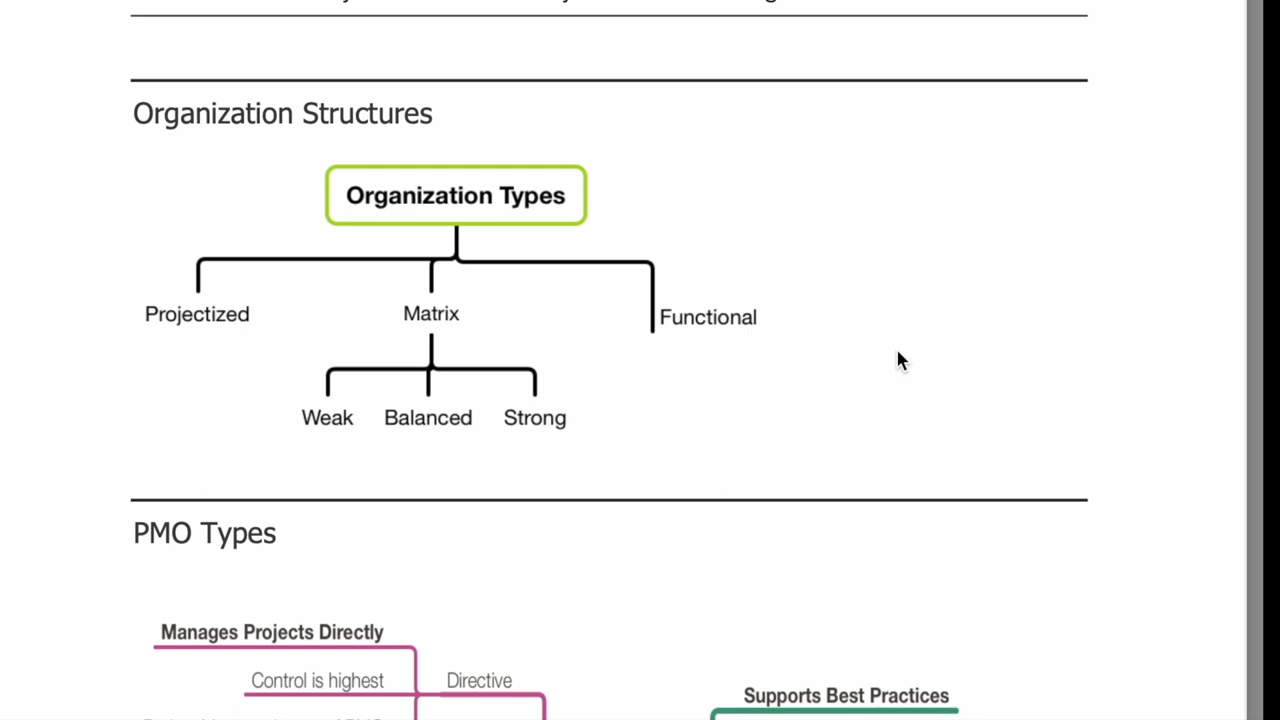 Organization Structures
Organization Types
Projectized
Matrix
Functional
Weak
Balanced
Strong
PMO Types
Manages Projects Directly
Control is highest
Directive
Supports Best Practices